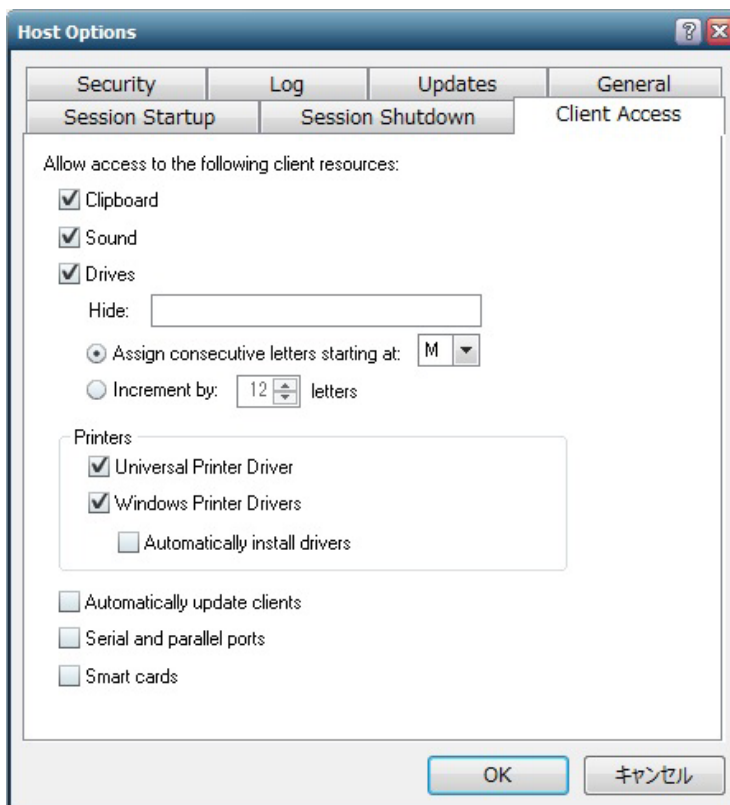 Host Options
Security Log Updates General
Session Startup Session Shutdown Client Access
Allow access to the following client resources:
Clipboard
Sound
Drives
Hide:
Assign consecutive letters starting at: M
Increment by: 12 letters
Printers
Universal Printer Driver
Windows Printer Drivers
Automatically install drivers
Automatically update clients
Serial and parallel ports
Smart cards
OK キャンセル